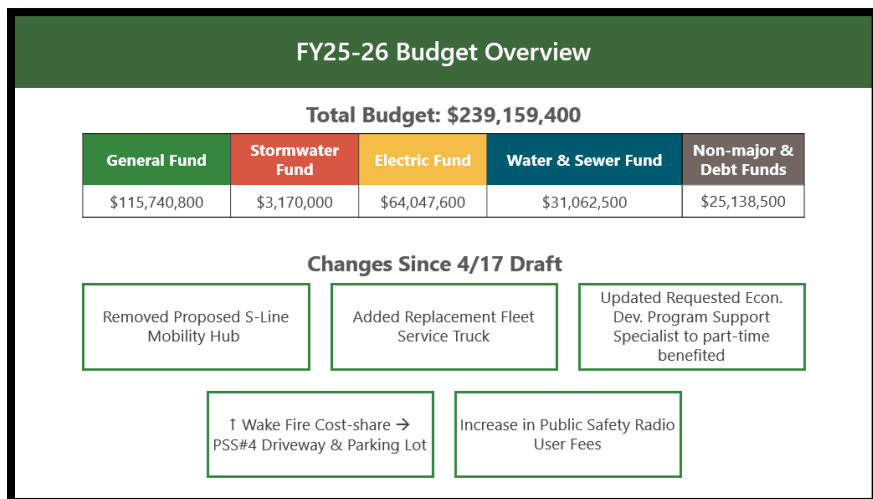 FY25-26 Budget Overview
Total Budget: $239,159,400
General Fund
Stormwater
Fund
Electric Fund
Water & Sewer Fund
Non-major &
Debt Funds
$115,740,800
$3,170,000
$64,047,600
$31,062,500
$25,138,500
Changes Since 4/17 Draft
Removed Proposed S-Line
Mobility Hub
Added Replacement Fleet
Service Truck
Updated Requested Econ.
Dev. Program Support
Specialist to part-time
benefited
↑ Wake Fire Cost-share →
PSS#4 Driveway & Parking Lot
Increase in Public Safety Radio
User Fees